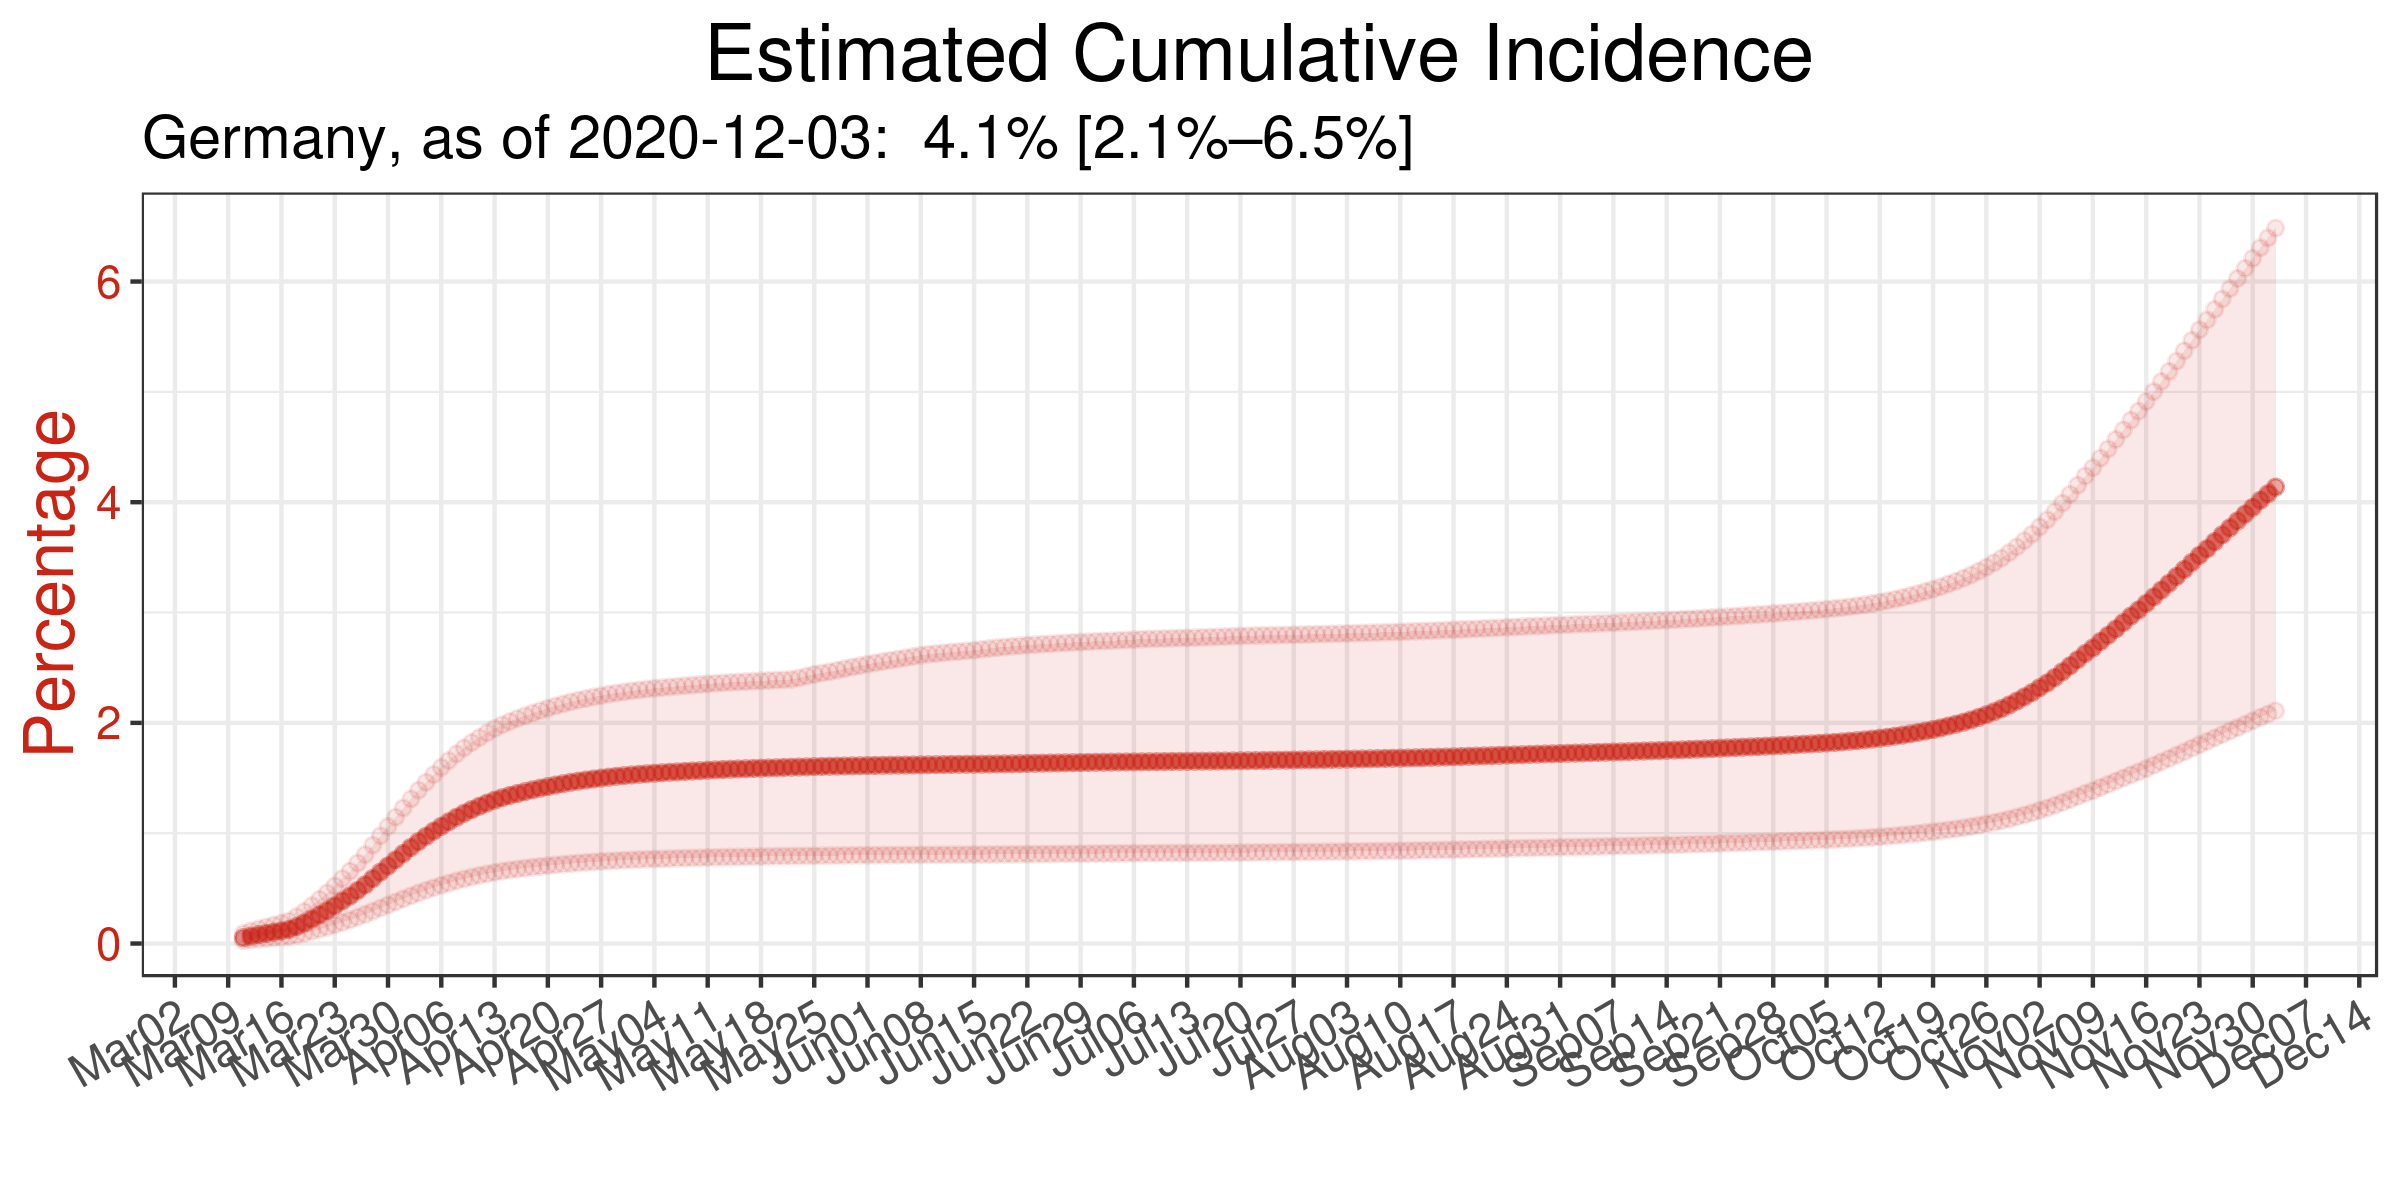 Estimated Cumulative Incidence
Germany, as of 2020-12-03:  4.1% [2.1%–6.5%]
Percentage
6
4
2
0
Mar02
Mar09
Mar16
Mar23
Mar30
Apr06
Apr13
Apr20
Apr27
May04
May11
May18
May25
Jun01
Jun08
Jun15
Jun22
Jun29
Jul06
Jul13
Jul20
Jul27
Aug03
Aug10
Aug17
Aug24
Aug31
Sep07
Sep14
Sep21
Sep28
Oct05
Oct12
Oct19
Oct26
Nov02
Nov09
Nov16
Nov23
Nov30
Dec07
Dec14